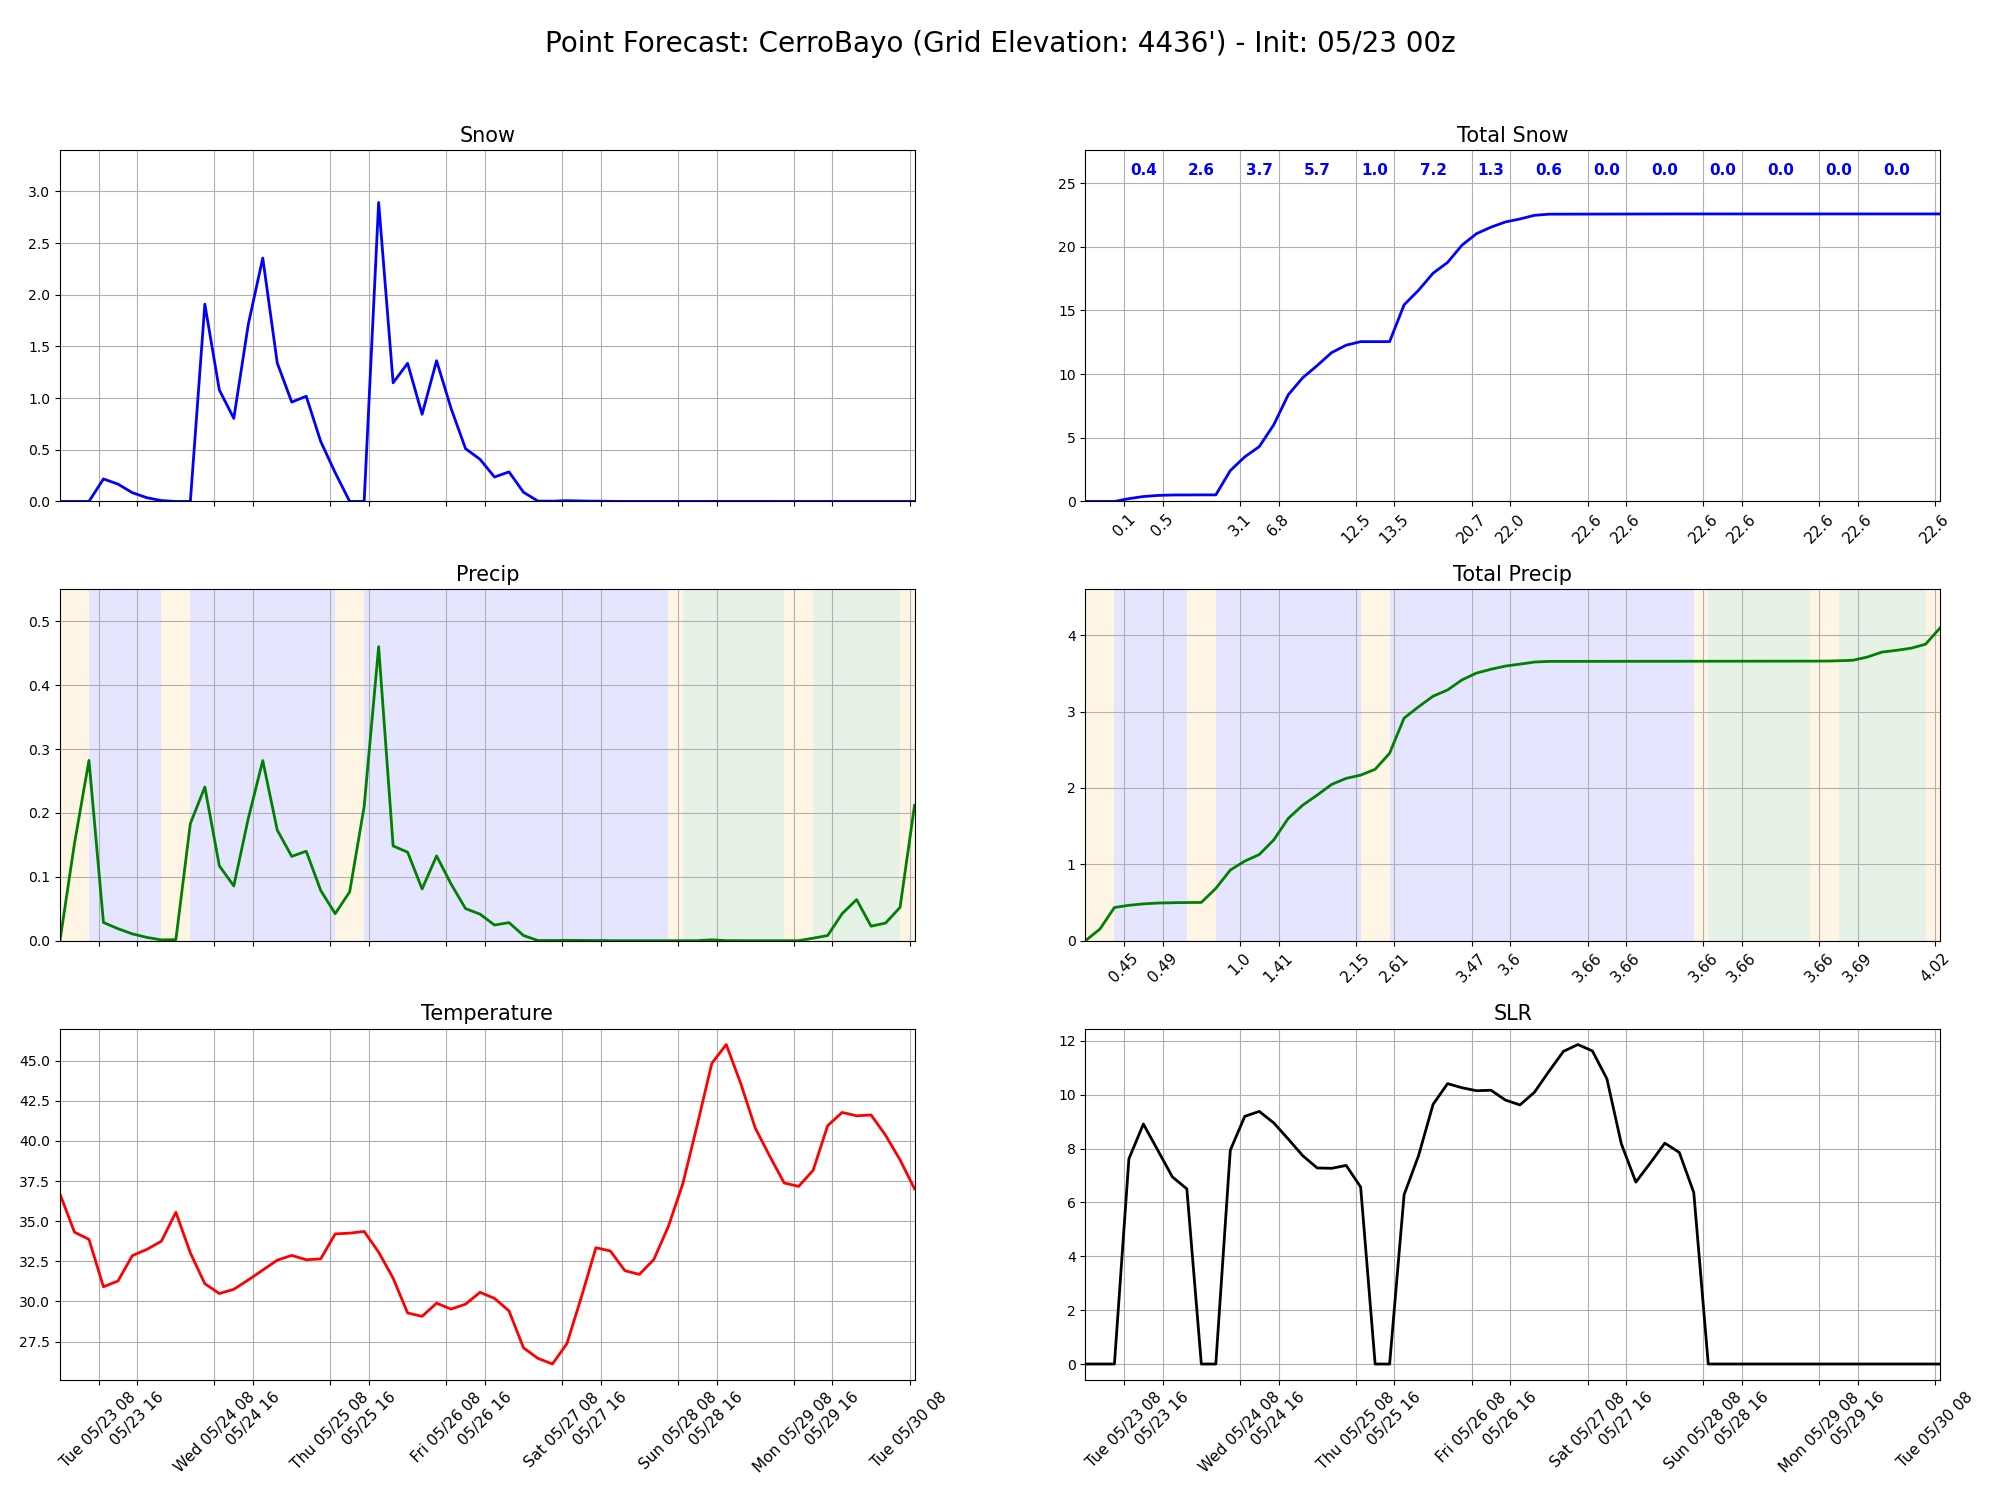 Point Forecast: CerroBayo (Grid Elevation: 4436') - Init: 05/23 00z
Snow
3.0
2.5
2.0
1.5
1.0
0.5
0.0
Total Snow
0.4 2.6 3.7 5.7 1.0 7.2 1.3 0.6 0.0 0.0 0.0 0.0 0.0 0.0
25
20
15
10
5
0
0.1 0.5 3.1 6.8 12.5 13.5 20.7 22.0 22.6 22.6 22.6 22.6 22.6 22.6 22.6
Precip
0.5
0.4
0.3
0.2
0.1
0.0
Total Precip
4
3
2
1
0
0.45 0.49 1.0 1.41 2.15 2.61 3.47 3.6 3.66 3.66 3.66 3.66 3.66 3.69 4.02
Temperature
45.0
42.5
40.0
37.5
35.0
32.5
30.0
27.5
Tue 05/23 08
05/23 16
Wed 05/24 08
05/24 16
Thu 05/25 08
05/25 16
Fri 05/26 08
05/26 16
Sat 05/27 08
05/27 16
Sun 05/28 08
05/28 16
Mon 05/29 08
05/29 16
Tue 05/30 08
SLR
12
10
8
6
4
2
0
Tue 05/23 08
05/23 16
Wed 05/24 08
05/24 16
Thu 05/25 08
05/25 16
Fri 05/26 08
05/26 16
Sat 05/27 08
05/27 16
Sun 05/28 08
05/28 16
Mon 05/29 08
05/29 16
Tue 05/30 08